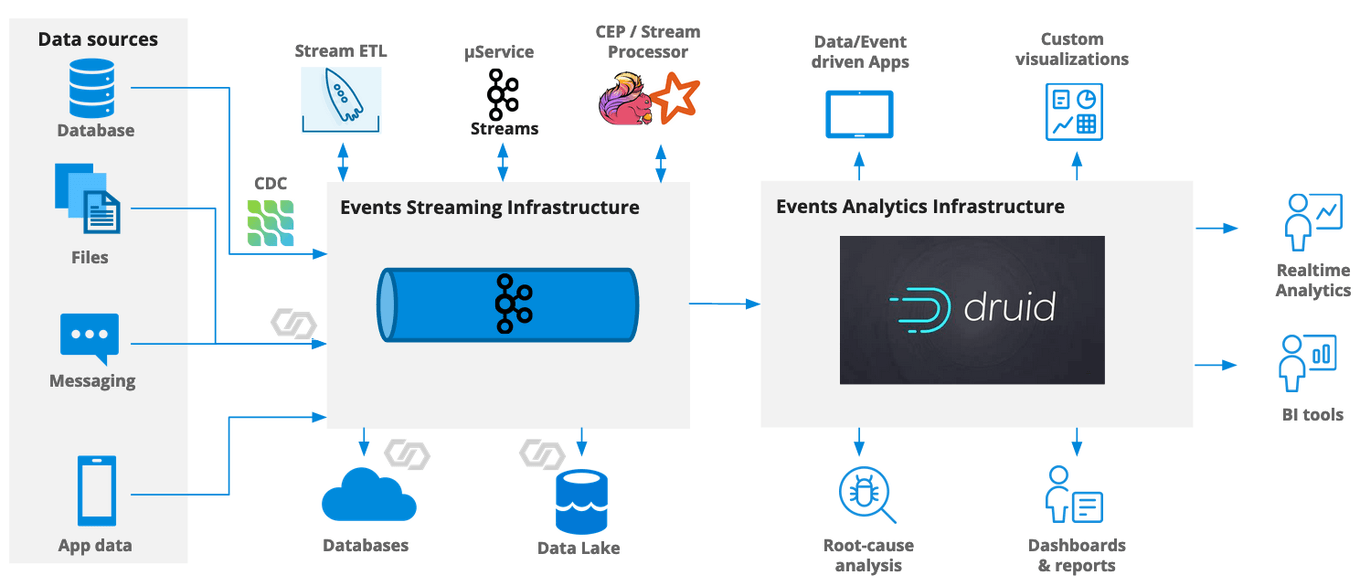 Data sources
Database
Files
Messaging
App data
Stream ETL
µService
Streams
CEP / Stream
Processor
CDC
Events Streaming Infrastructure
Databases
Data Lake
Data/Event
driven Apps
Custom
visualizations
Events Analytics Infrastructure
druid
Root-cause
analysis
Dashboards
& reports
Realtime
Analytics
BI tools